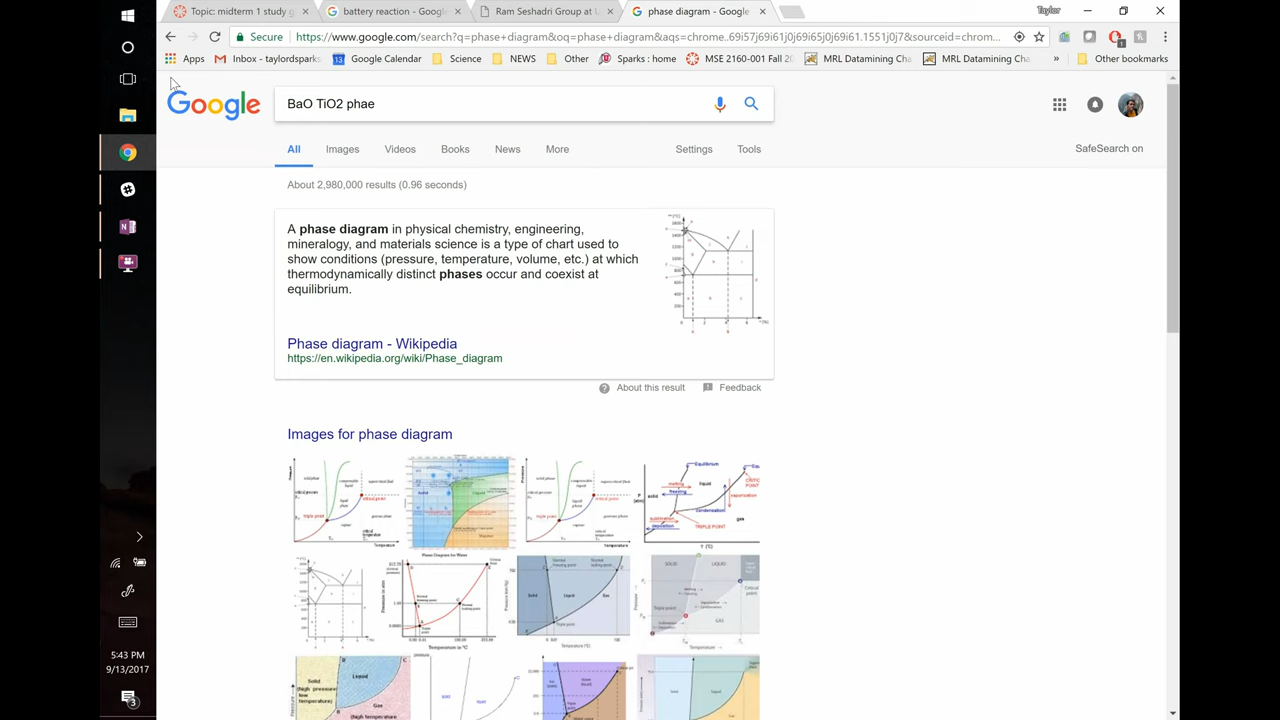 Topic: midterm 1 study g
battery reaction - Google
Ram Seshadri Group at U
phase diagram - Google
Taylor
Secure
https://www.google.com/search?q=phase+diagram&oq=phase+diagram&aqs=chrome..69i57j69i61j0j69i65j0j69i61.1551j0j7&sourceid=chrom...
Apps
Inbox - taylordsparks
Google Calendar
Science
NEWS
Other
Sparks : home
MSE 2160-001 Fall 20
MRL Datamining Cha
MRL Datamining Cha
»
Other bookmarks
Google
BaO TiO2 phae
All
Images
Videos
Books
News
More
Settings
Tools
SafeSearch on
About 2,980,000 results (0.96 seconds)
A phase diagram in physical chemistry, engineering,
mineralogy, and materials science is a type of chart used to
show conditions (pressure, temperature, volume, etc.) at which
thermodynamically distinct phases occur and coexist at
equilibrium.
Phase diagram - Wikipedia
https://en.wikipedia.org/wiki/Phase_diagram
About this result
Feedback
Images for phase diagram
5:43 PM
9/13/2017